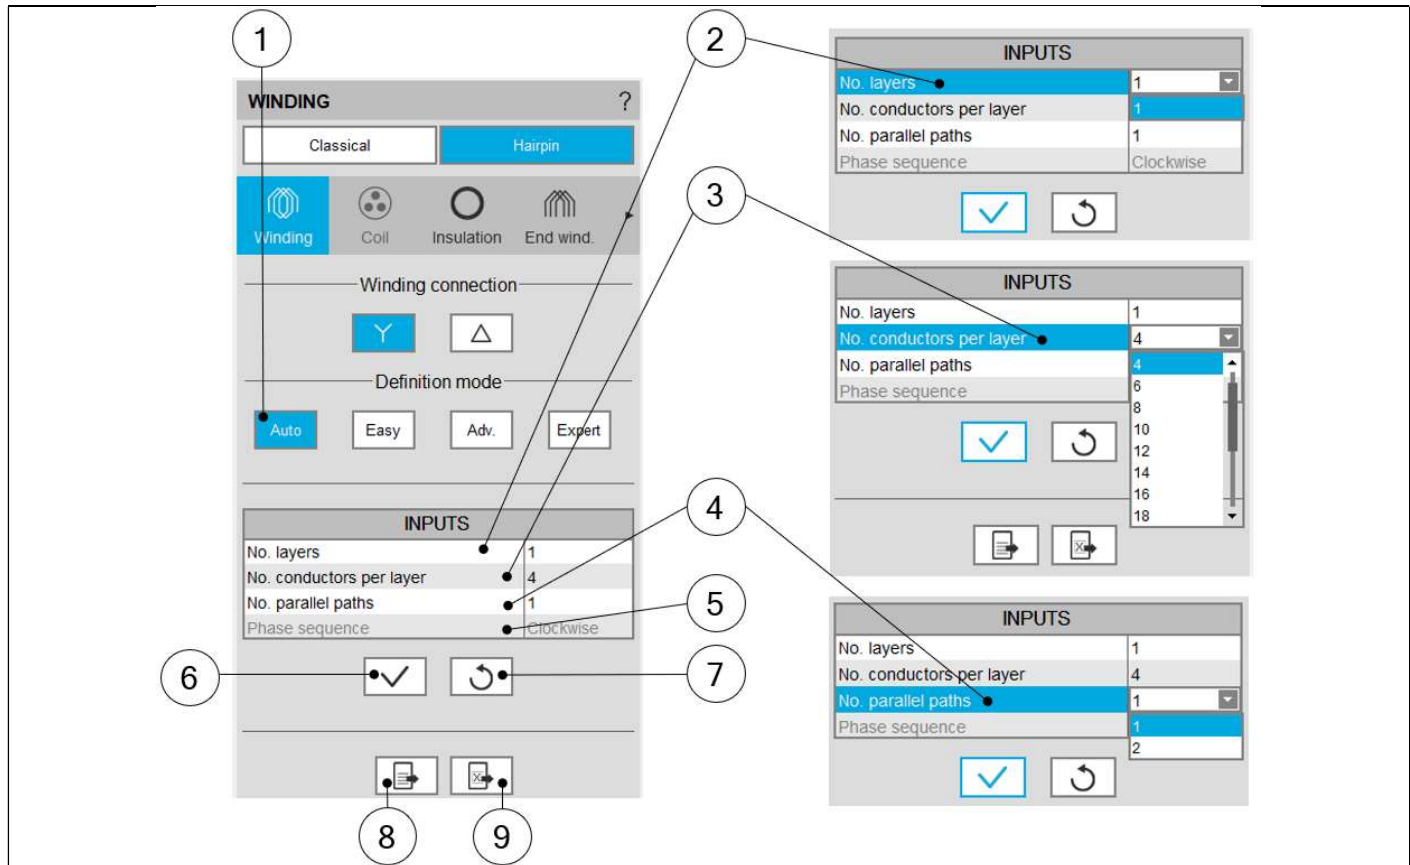 1
2
3
4
5
6
7
8
9
WINDING ?
Classical Hairpin
Winding Coil Insulation End wind.
Winding connection
Definition mode
Auto Easy Adv. Expert
INPUTS
No. layers 1
No. conductors per layer 4
No. parallel paths 1
Phase sequence Clockwise
INPUTS
No. layers 1
1
No. conductors per layer
No. parallel paths 1
Phase sequence Clockwise
INPUTS
No. layers 1
No. conductors per layer 4
No. parallel paths 4
Phase sequence 6
8
10
12
14
16
18
INPUTS
No. layers 1
No. conductors per layer 4
No. parallel paths 1
Phase sequence 1
2